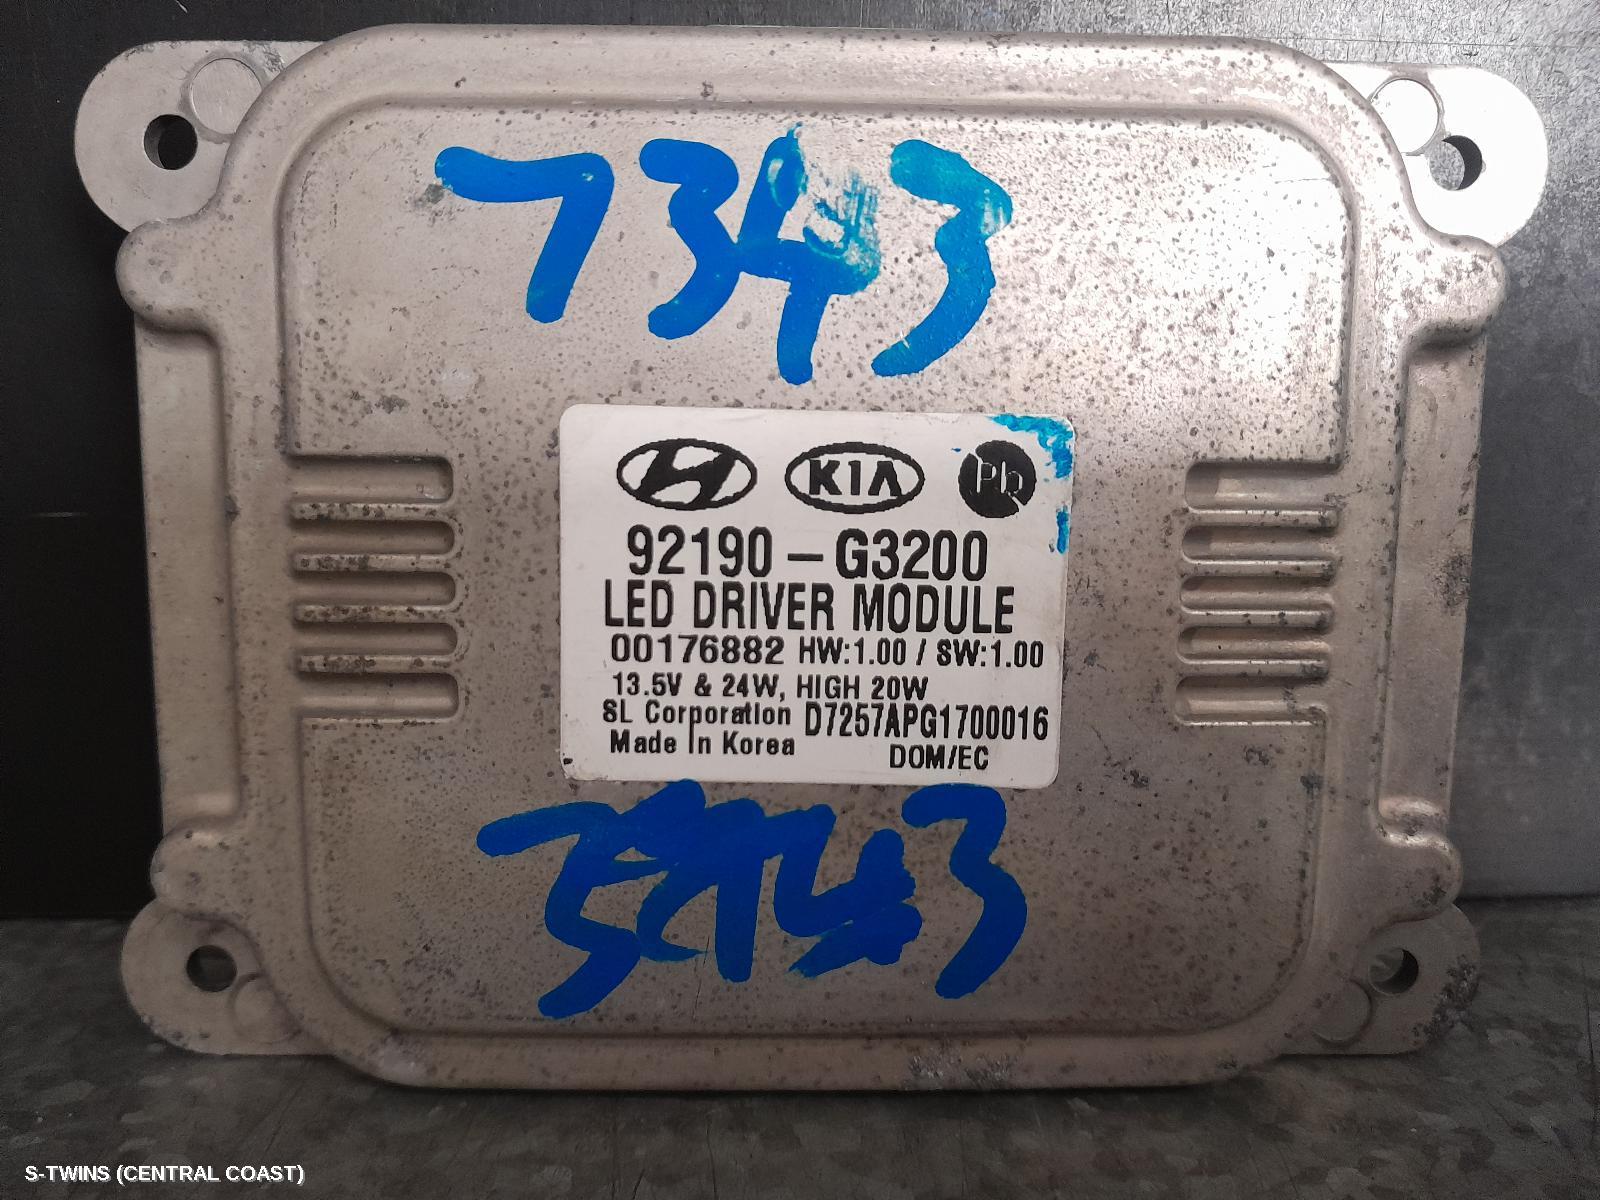 7343
KIA Pb
92190-G3200
LED DRIVER MODULE
00176882 HW:1.00 / SW:1.00
13.5V & 24W, HIGH 20W
SL Corporation D7257APG1700016
Made In Korea DOM/EC
S-TWINS (CENTRAL COAST)